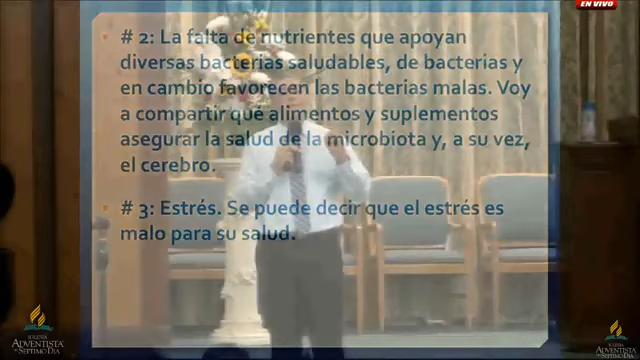 EN VIVO
# 2: La falta de nutrientes que apoyan
diversas bacterias saludables, de bacterias y
en cambio favorecen las bacterias malas. Voy
a compartir qué alimentos y suplementos
asegurar la salud de la microbiota y, a su vez,
el cerebro.
# 3: Estrés. Se puede decir que el estrés es
malo para su salud.
IGLESIA
ADVENTISTA
DEL SÉPTIMO DÍA
IGLESIA
ADVENTISTA
DEL SÉPTIMO DÍA